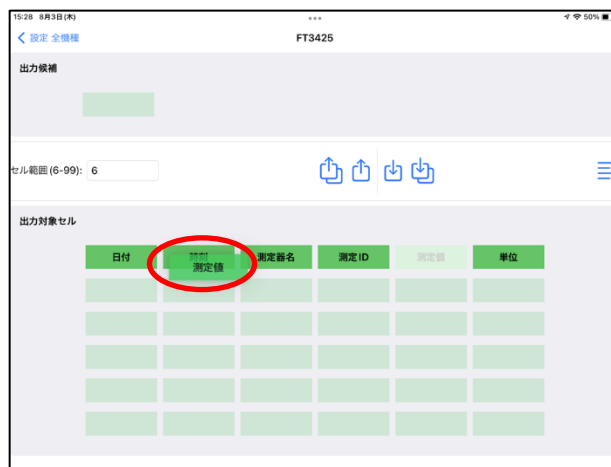 15:28 8月3日(木)
50%
設定 全機種
FT3425
出力候補
セル範囲(6-99): 6
出力対象セル
日付 時刻 測定器名 測定ID 測定値 単位
測定値